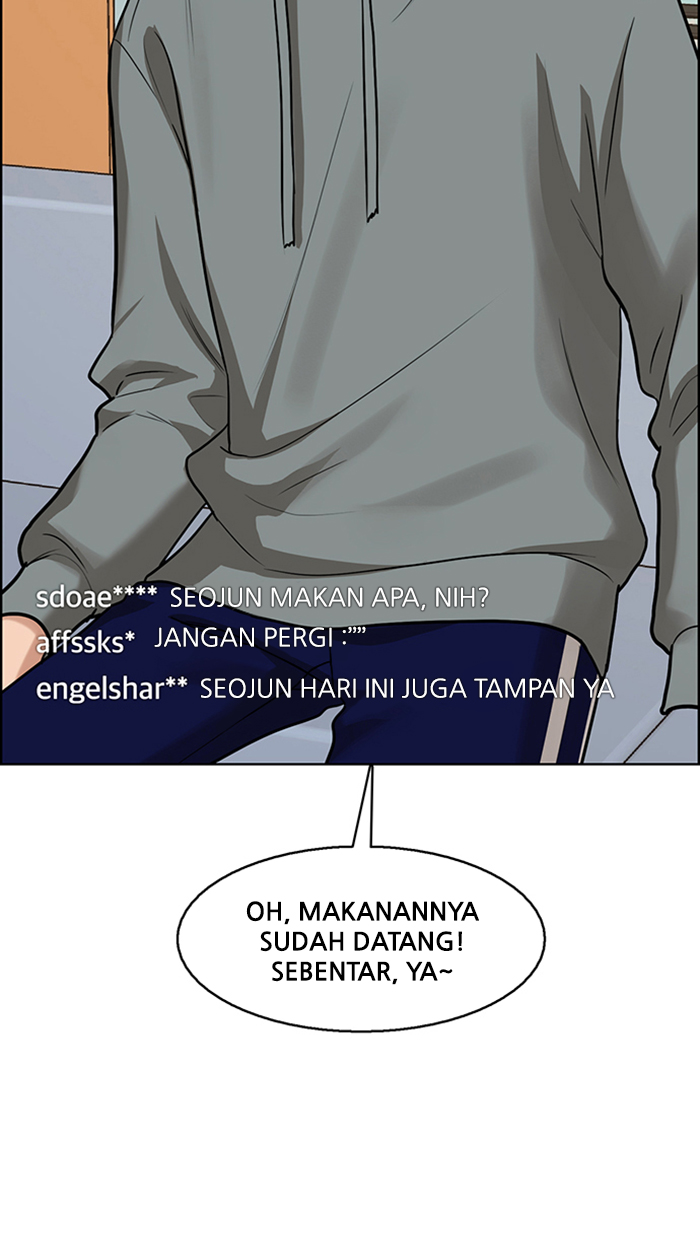 sdoae**** SEOJUN MAKAN APA, NIH?
affssks* JANGAN PERGI :””
engelshar** SEOJUN HARI INI JUGA TAMPAN YA
OH, MAKANANNYA
SUDAH DATANG!
SEBENTAR, YA~